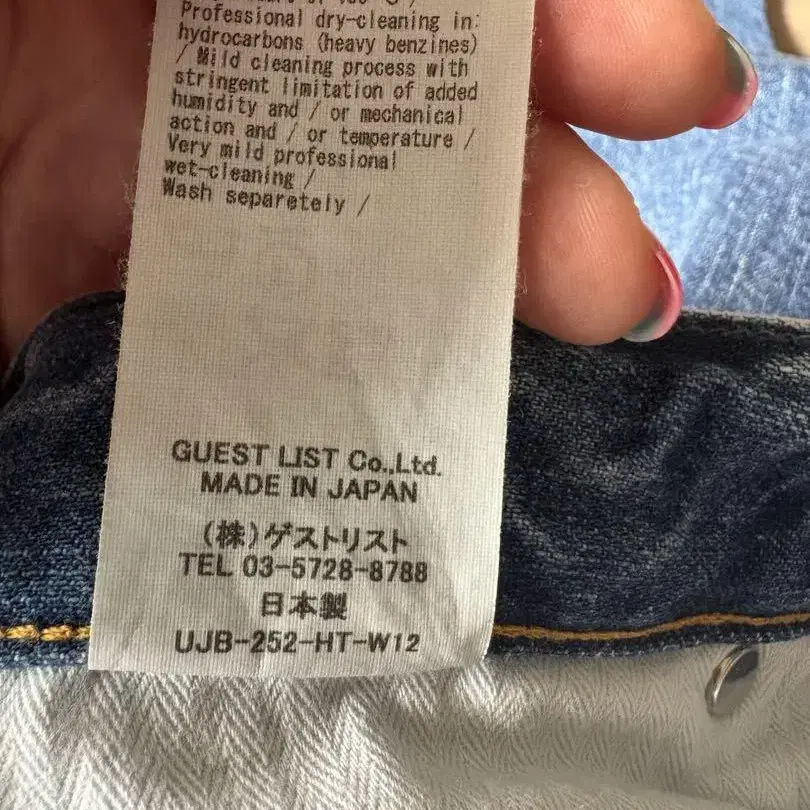 Professional dry-cleaning in:
hydrocarbons (heavy benzines)
/ Mild cleaning process with
stringent limitation of added
humidity and / or mechanical
action and / or temperature /
Very mild professional
wet-cleaning /
Wash separetely /
GUEST LIST Co.,Ltd.
MADE IN JAPAN
(株)ゲストリスト
TEL 03-5728-8788
日本製
UJB-252-HT-W12